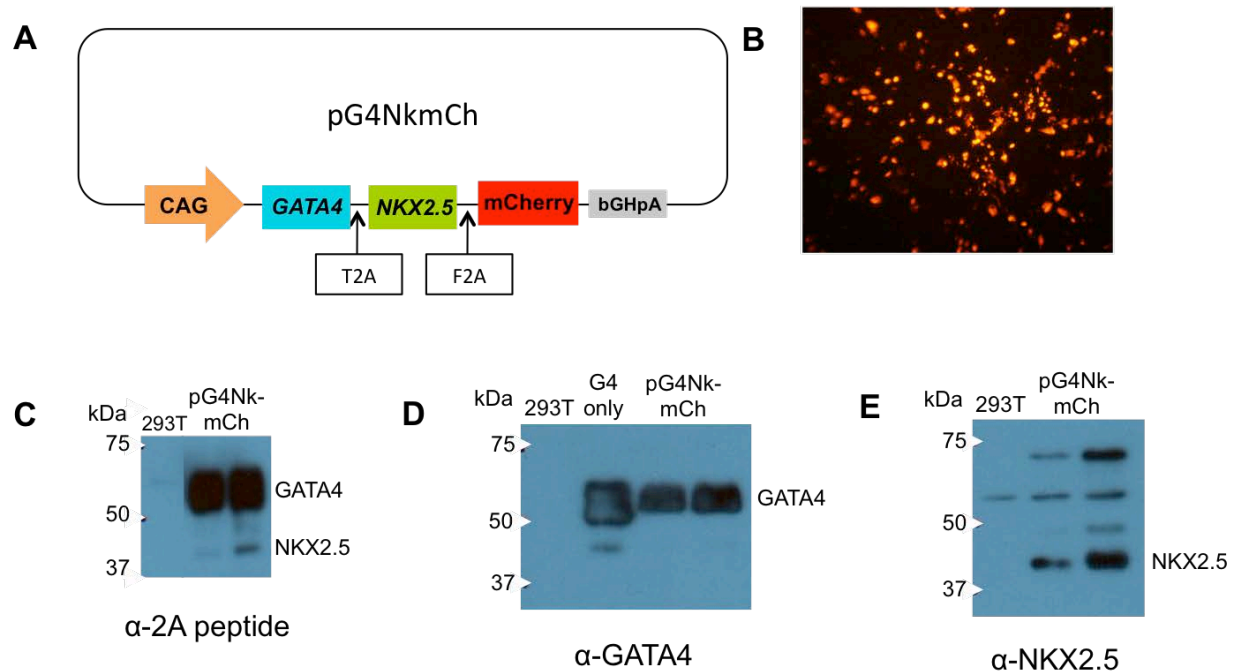 A
pG4NkmCh
CAG
GATA4
NKX2.5
mCherry
bGHpA
T2A
F2A
B
C
kDa
293T
pG4Nk-
mCh
75
50
37
GATA4
NKX2.5
α-2A peptide
D
kDa
293T
G4
only
pG4Nk-
mCh
75
50
37
GATA4
α-GATA4
E
kDa
293T
pG4Nk-
mCh
75
50
37
NKX2.5
α-NKX2.5